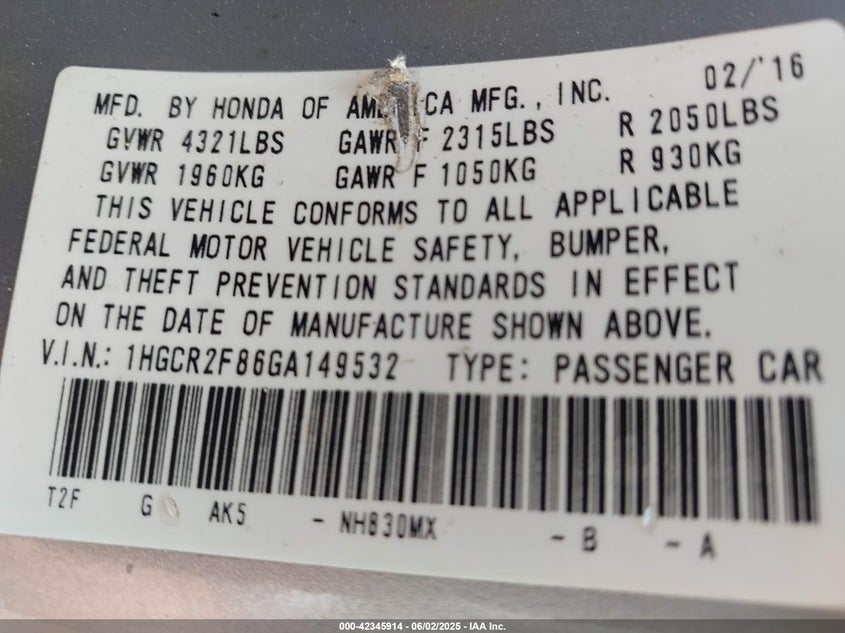 MFD. BY HONDA OF AMERICA MFG., INC. 02/'16
GVWR 4321LBS GAWR F 2315LBS R 2050LBS
GVWR 1960KG GAWR F 1050KG R 930KG
THIS VEHICLE CONFORMS TO ALL APPLICABLE
FEDERAL MOTOR VEHICLE SAFETY, BUMPER,
AND THEFT PREVENTION STANDARDS IN EFFECT
ON THE DATE OF MANUFACTURE SHOWN ABOVE.
V.I.N.: 1HGCR2F86GA149532 TYPE: PASSENGER CAR
T2F G AK5 - NH830MX - B - A
000-42345914 - 06/02/2025 - IAA Inc.